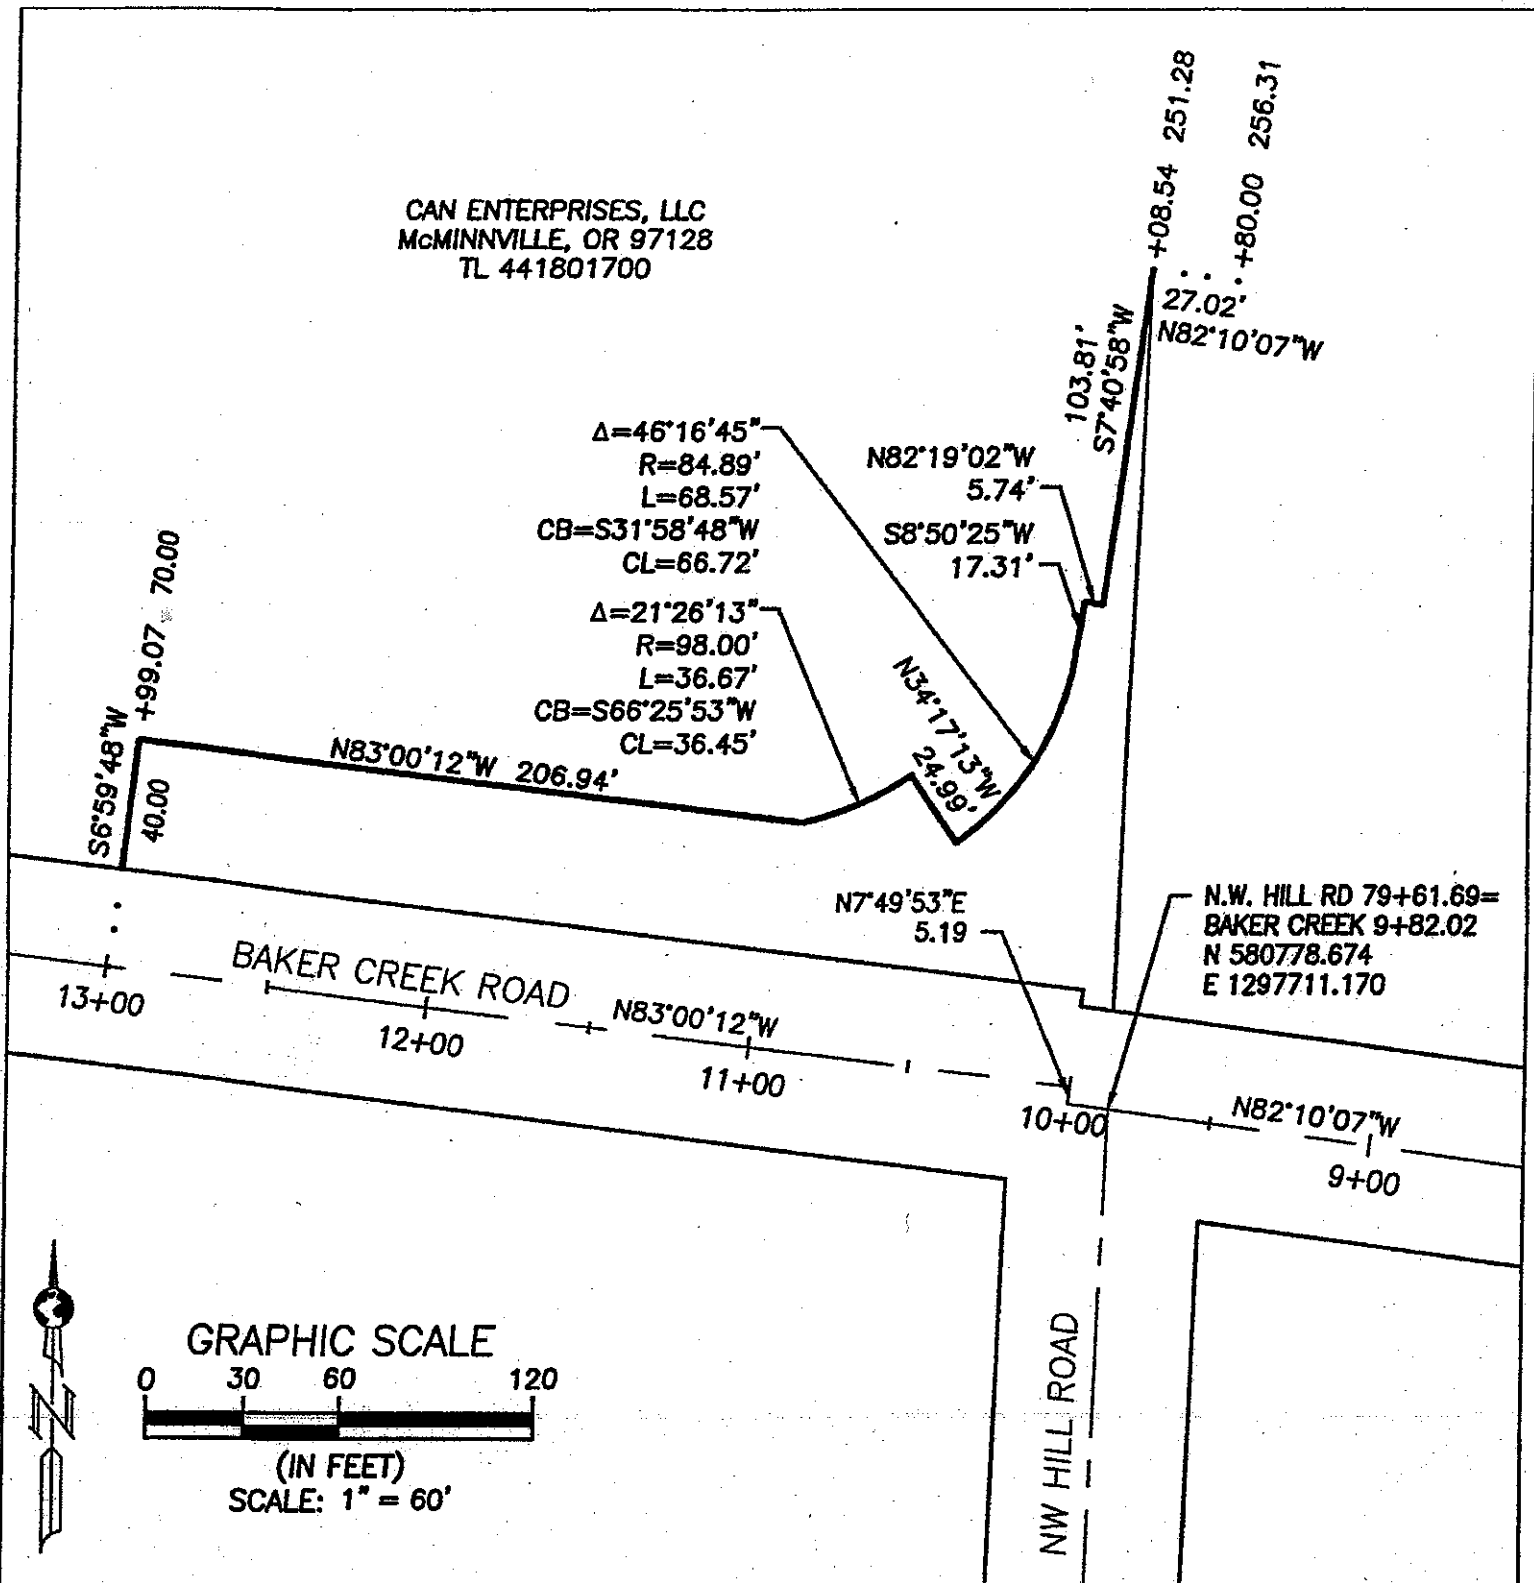 +08.54 251.28
+80.00 256.31
CAN ENTERPRISES, LLC
McMINNVILLE, OR 97128
TL 441801700
27.02'
N82°10'07"W
103.81'
S7°40'58"W
Δ=46°16'45"
R=84.89'
L=68.57'
CB=S31°58'48"W
CL=66.72'
N82°19'02"W
5.74'
S8°50'25"W
17.31'
Δ=21°26'13"
R=98.00'
L=36.67'
CB=S66°25'53"W
CL=36.45'
N34°17'13"W
24.99'
+99.07 70.00
S6°59'48"W
40.00
N83°00'12"W 206.94'
N7°49'53"E
5.19
N.W. HILL RD 79+61.69=
BAKER CREEK 9+82.02
N 580778.674
E 1297711.170
BAKER CREEK ROAD
N83°00'12"W
13+00
12+00
11+00
10+00
N82°10'07"W
9+00
NW HILL ROAD
N
GRAPHIC SCALE
0 30 60 120
(IN FEET)
SCALE: 1" = 60'